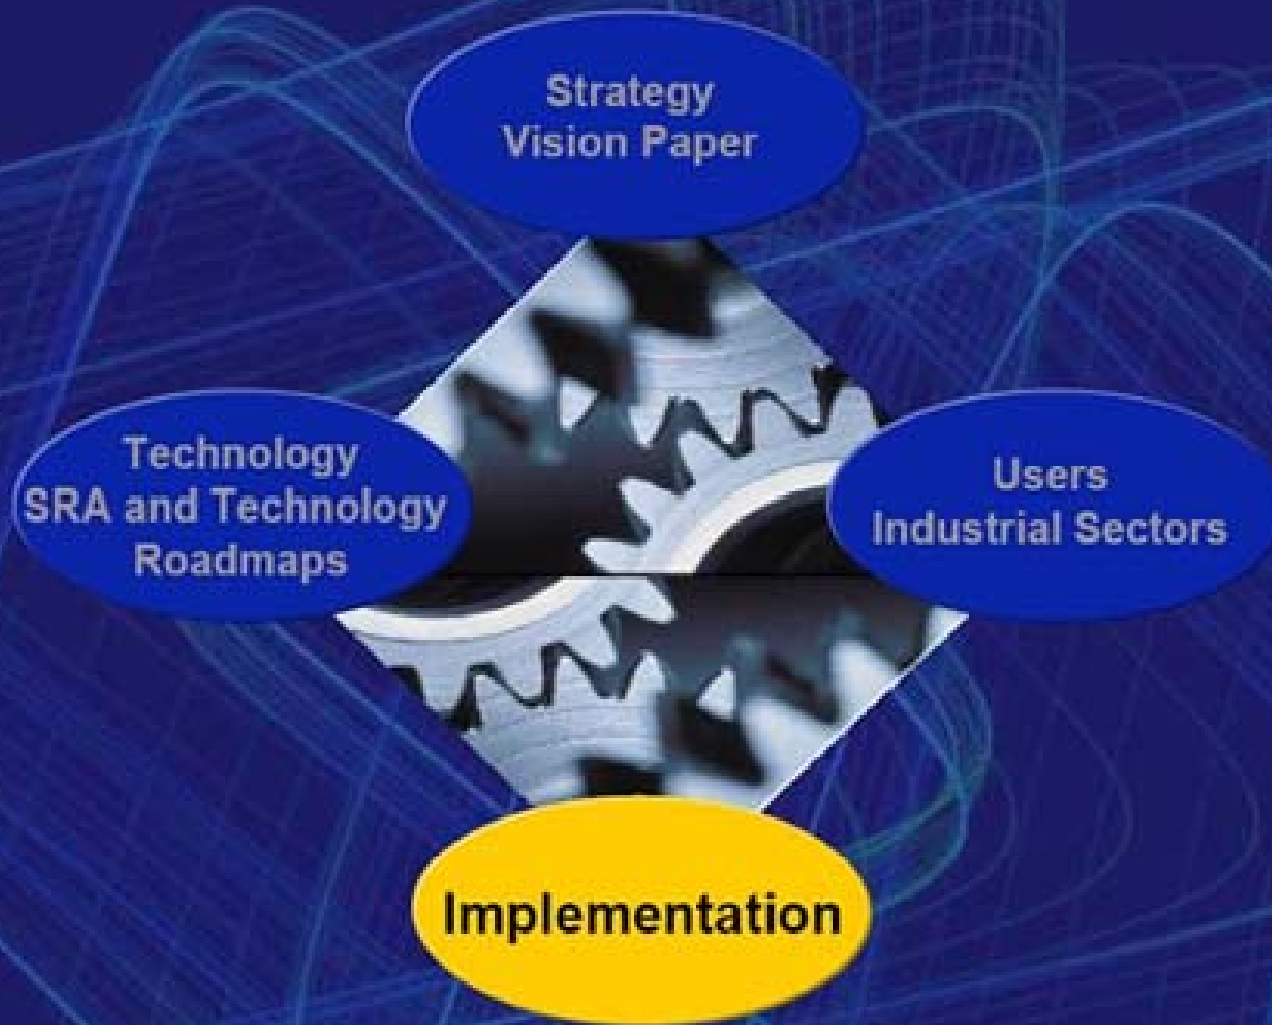 Strategy
Vision Paper
Technology
SRA and Technology
Roadmaps
Users
Industrial Sectors
Implementation